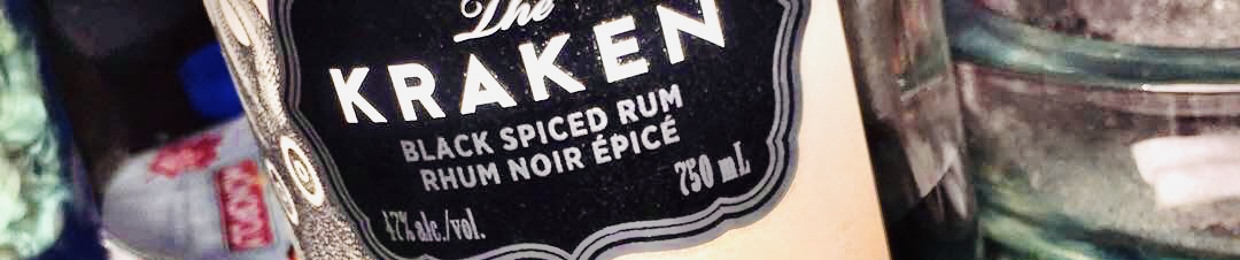 The
KRAKEN
BLACK SPICED RUM
RHUM NOIR ÉPICÉ
750 mL
47% alc./vol.